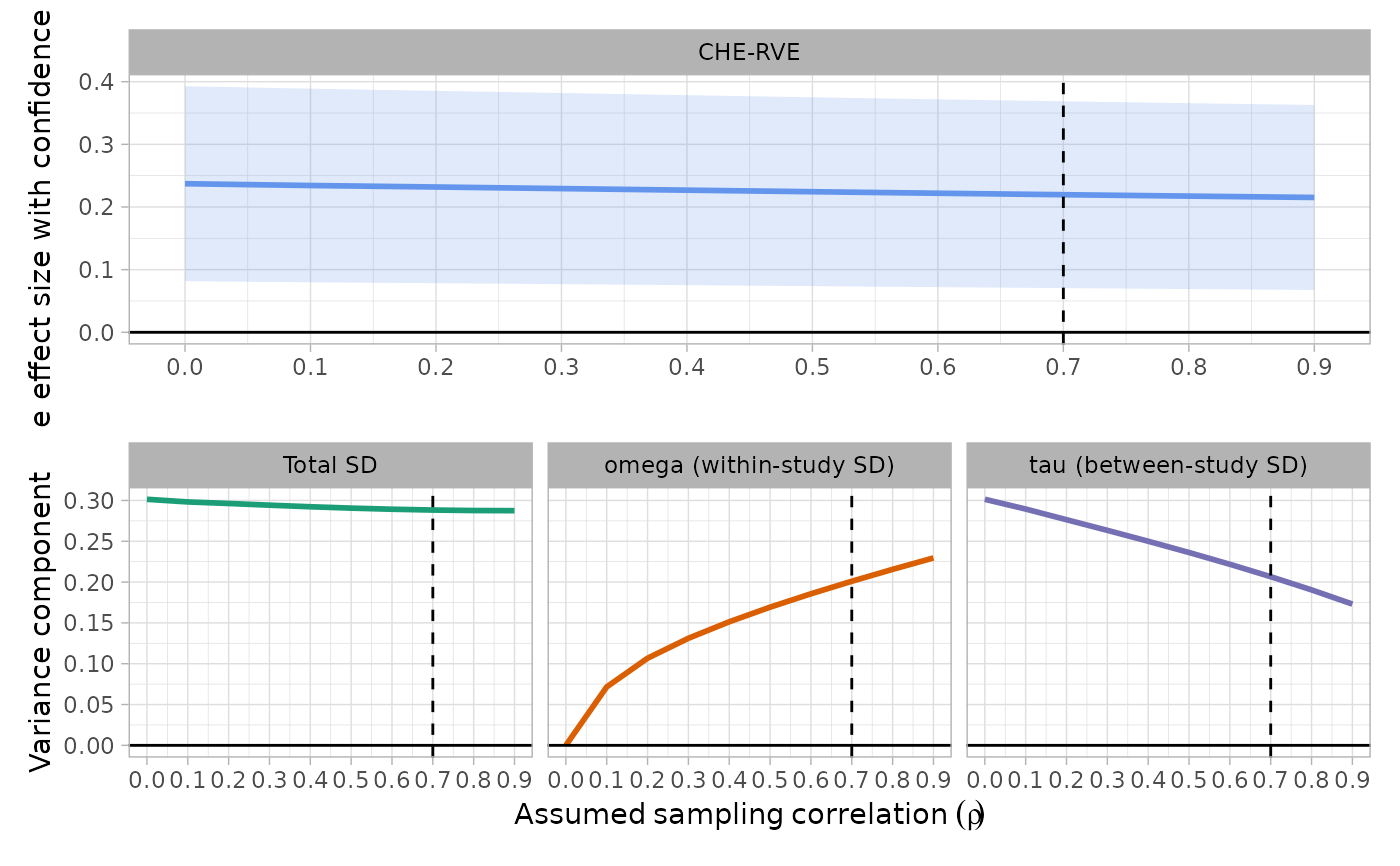 CHE-RVE
e effect size with confidence
0.4
0.3
0.2
0.1
0.0
0.0 0.1 0.2 0.3 0.4 0.5 0.6 0.7 0.8 0.9
Total SD
omega (within-study SD)
tau (between-study SD)
Variance component
0.30
0.25
0.20
0.15
0.10
0.05
0.00
0.0 0.1 0.2 0.3 0.4 0.5 0.6 0.7 0.8 0.9
0.0 0.1 0.2 0.3 0.4 0.5 0.6 0.7 0.8 0.9
0.0 0.1 0.2 0.3 0.4 0.5 0.6 0.7 0.8 0.9
Assumed sampling correlation (ρ)